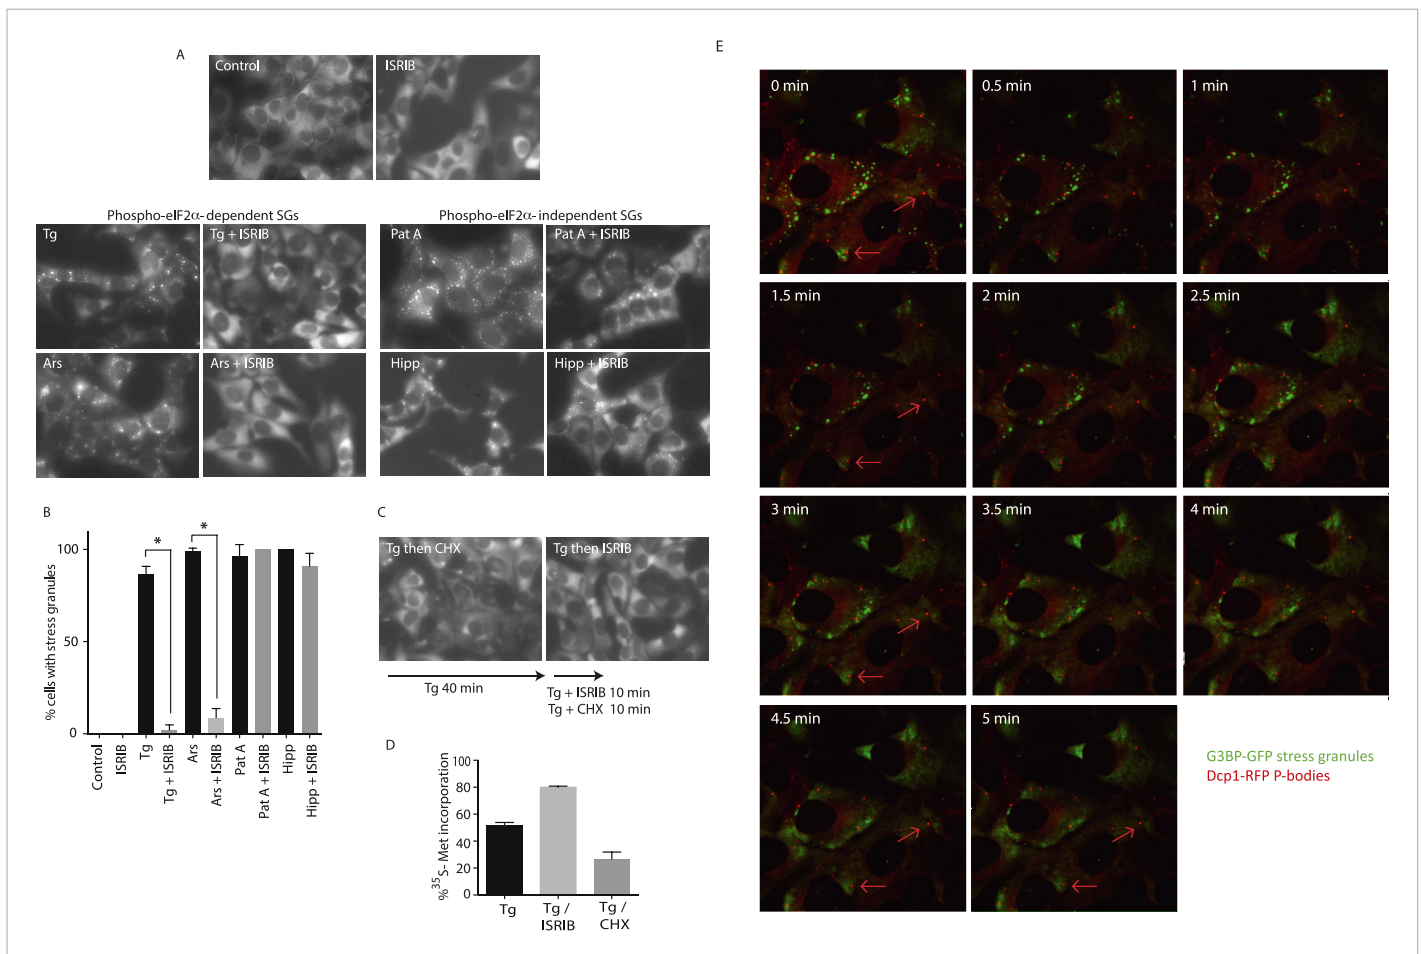 A
Control
ISRIB
Phospho-eIF2α- dependent SGs
Phospho-eIF2α- independent SGs
Tg
Tg + ISRIB
Pat A
Pat A + ISRIB
Ars
Ars + ISRIB
Hipp
Hipp + ISRIB
B
% cells with stress granules
100
50
0
*
*
Control
ISRIB
Tg
Tg + ISRIB
Ars
Ars + ISRIB
Pat A
Pat A + ISRIB
Hipp
Hipp + ISRIB
C
Tg then CHX
Tg then ISRIB
Tg 40 min
Tg + ISRIB 10 min
Tg + CHX 10 min
D
%35S- Met incorporation
100
80
60
40
20
0
Tg
Tg /
ISRIB
Tg /
CHX
E
0 min
0.5 min
1 min
1.5 min
2 min
2.5 min
3 min
3.5 min
4 min
4.5 min
5 min
G3BP-GFP stress granules
Dcp1-RFP P-bodies